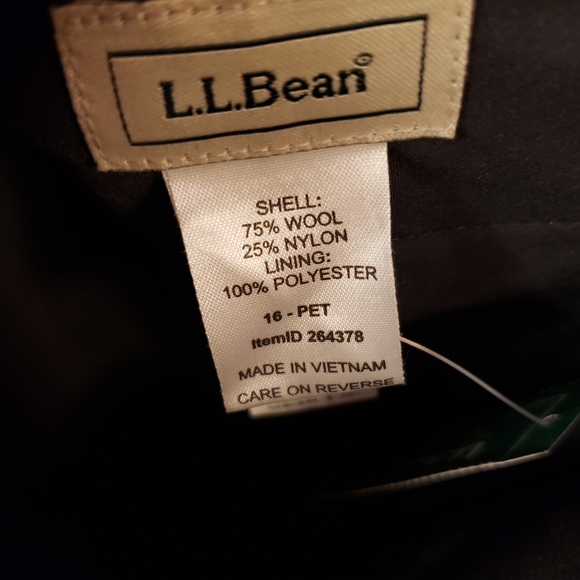 L.L.Bean®
SHELL:
75% WOOL
25% NYLON
LINING:
100% POLYESTER
16 - PET
ItemID 264378
MADE IN VIETNAM
CARE ON REVERSE